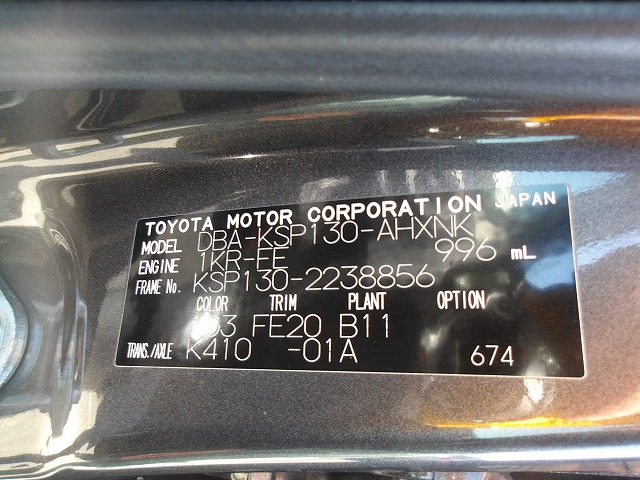 TOYOTA MOTOR CORPORATION JAPAN
MODEL DBA-KSP130-AHXNK
ENGINE 1KR-FE 996 mL
FRAME No. KSP130-2238856
COLOR TRIM PLANT OPTION
FE20 B11
TRANS./AXLE K410 -01A 674